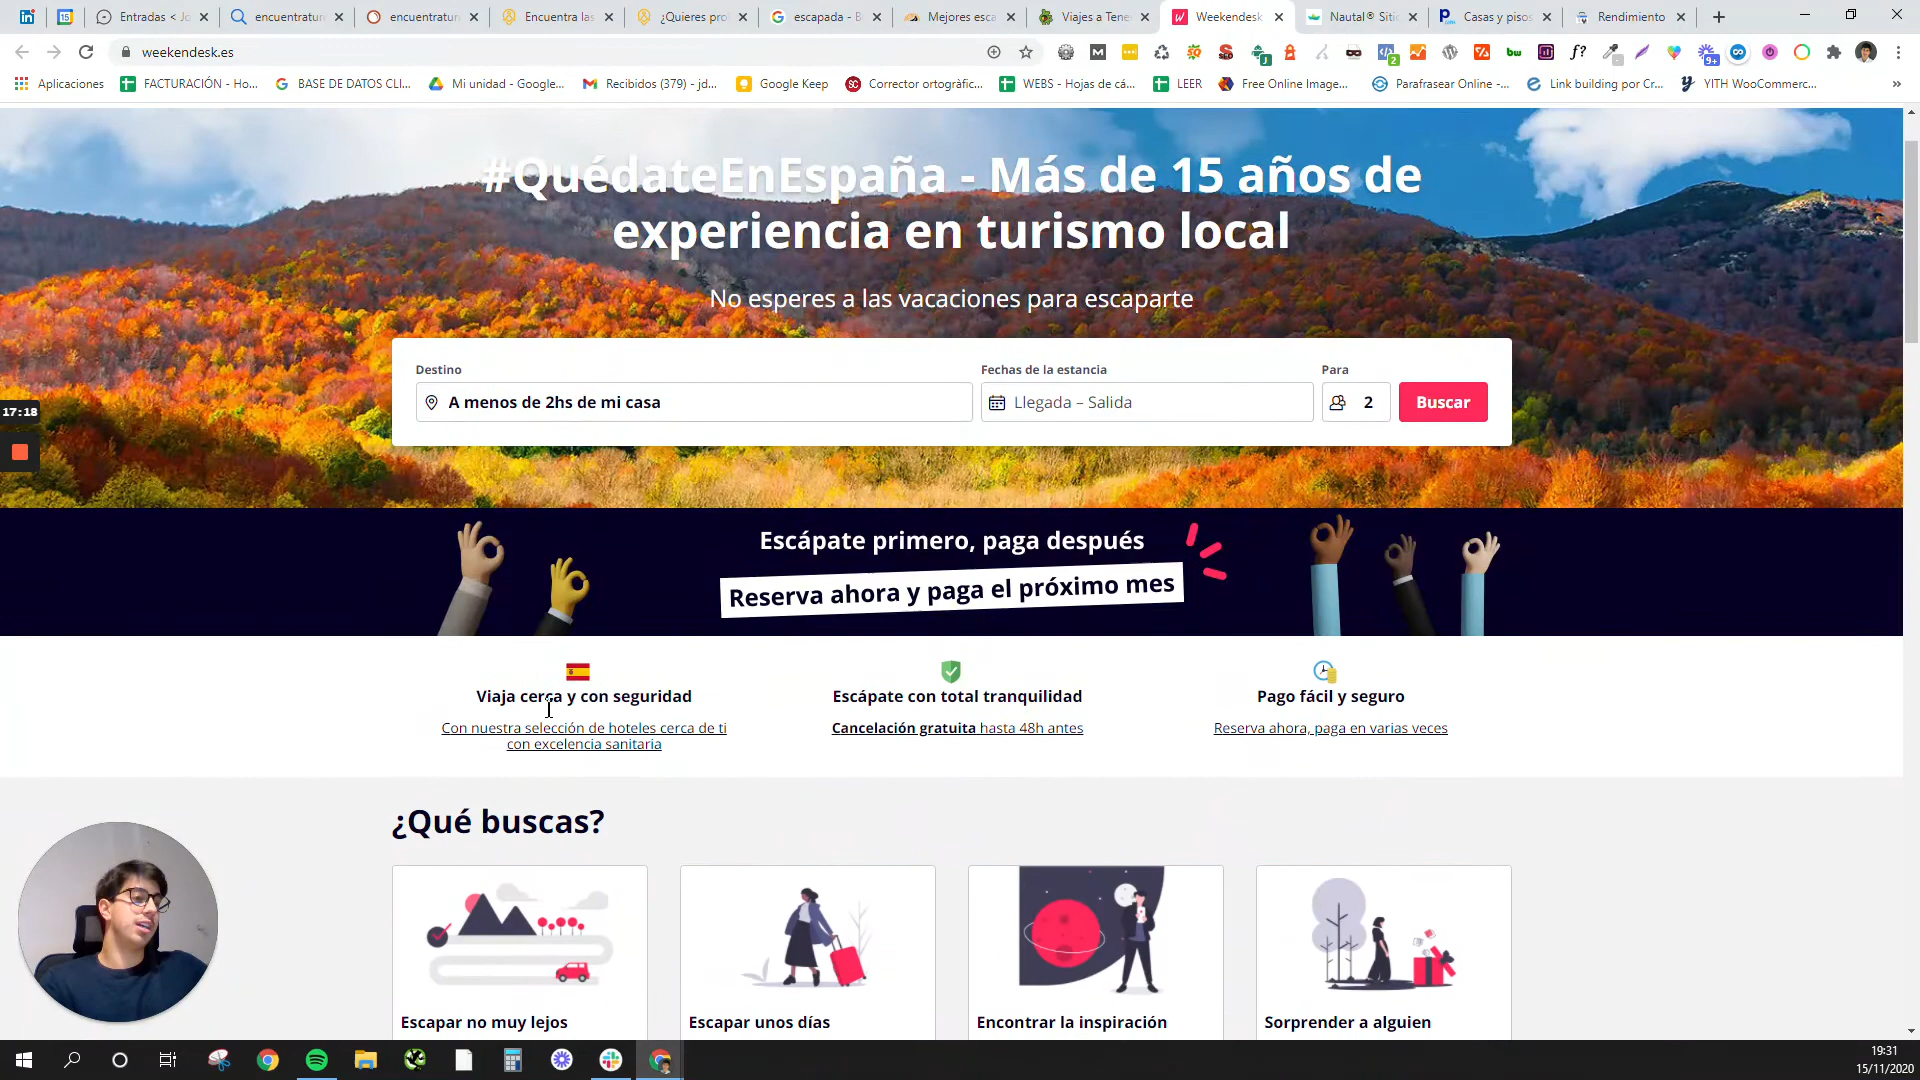 Entradas < Jo
encuentratur
encuentratur
Encuentra las
¿Quieres pro
escapada - B
Mejores esca
Viajes a Tene
Weekendesk
Nautal® Siti
Casas y pisos
Rendimiento
weekendesk.es
Aplicaciones
FACTURACIÓN - Ho...
BASE DE DATOS CLI...
Mi unidad - Google...
Recibidos (379) - jd...
Google Keep
Corrector ortogràfic...
WEBS - Hojas de cá...
LEER
Free Online Image...
Parafrasear Online -...
Link building por Cr...
YITH WooCommerc...
#QuédateEnEspaña - Más de 15 años de
experiencia en turismo local
No esperes a las vacaciones para escaparte
Destino
Fechas de la estancia
Para
A menos de 2hs de mi casa
Llegada – Salida
2
Buscar
17:18
Escápate primero, paga después
Reserva ahora y paga el próximo mes
Viaja cerca y con seguridad
Con nuestra selección de hoteles cerca de ti
con excelencia sanitaria
Escápate con total tranquilidad
Cancelación gratuita hasta 48h antes
Pago fácil y seguro
Reserva ahora, paga en varias veces
¿Qué buscas?
Escapar no muy lejos
Escapar unos días
Encontrar la inspiración
Sorprender a alguien
19:31
15/11/2020